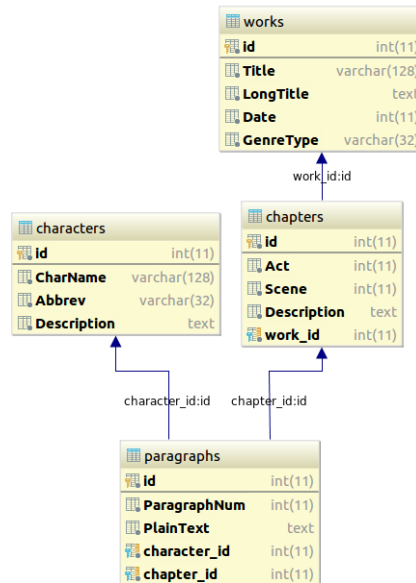 works
id int(11)
Title varchar(128)
LongTitle text
Date int(11)
GenreType varchar(32)
work_id:id
characters
id int(11)
CharName varchar(128)
Abbrev varchar(32)
Description text
chapters
id int(11)
Act int(11)
Scene int(11)
Description text
work_id int(11)
character_id:id
chapter_id:id
paragraphs
id int(11)
ParagraphNum int(11)
PlainText text
character_id int(11)
chapter_id int(11)